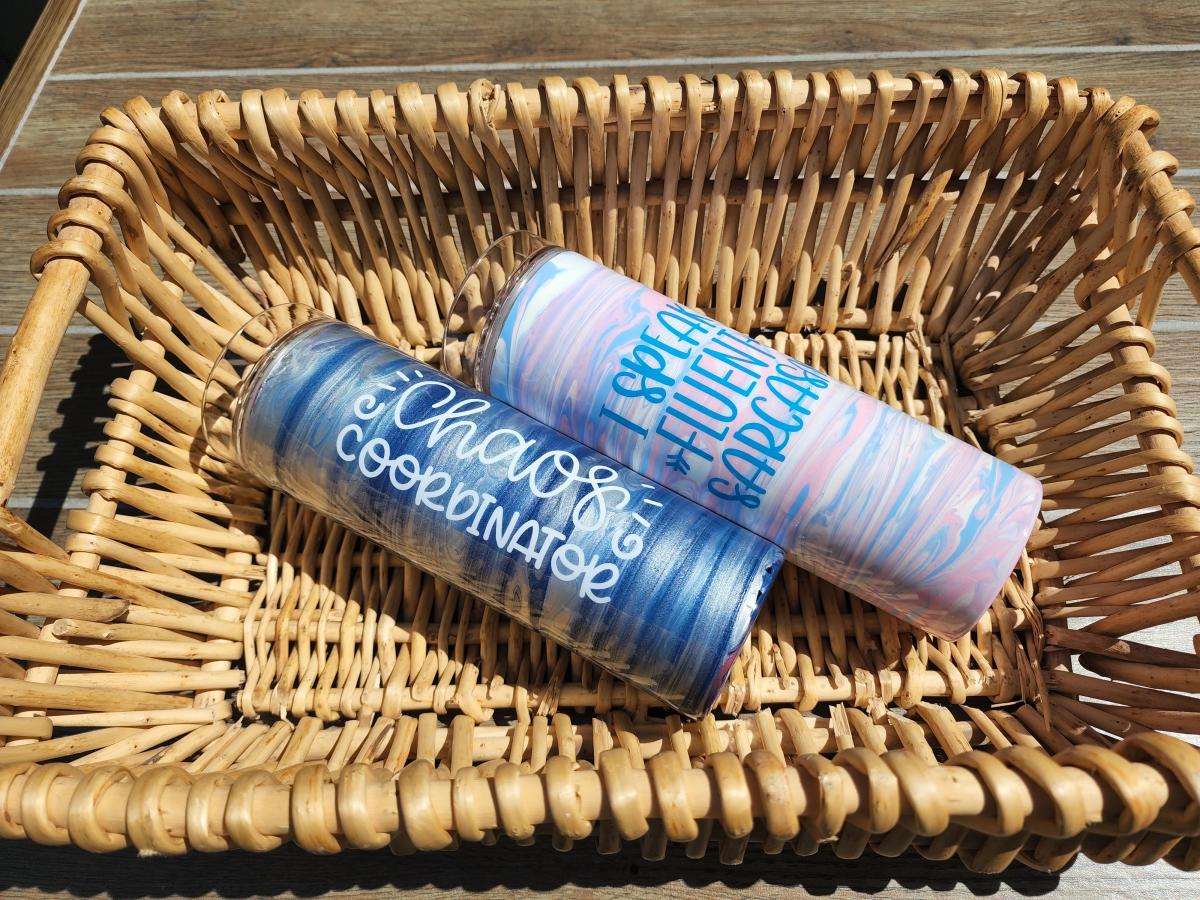 Chaos
COORDINATOR
I SPEAK
#FLUENT
SARCASM